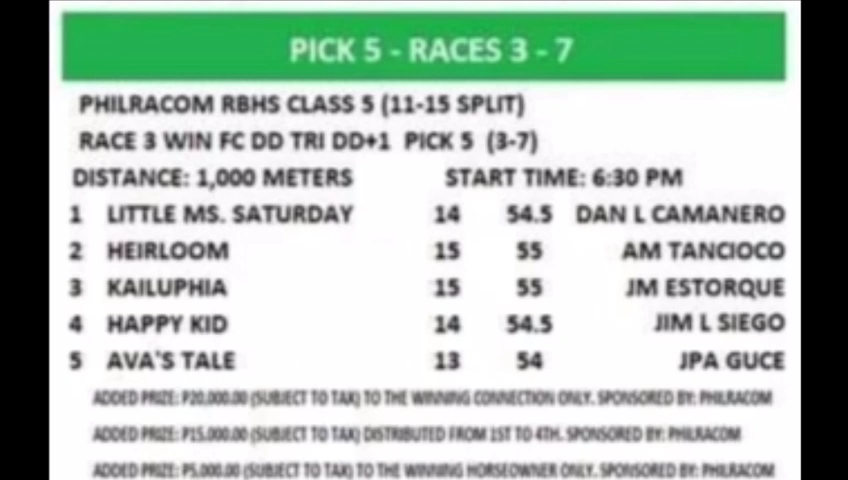 PICK 5 - RACES 3 - 7
PHILRACOM RBHS CLASS 5 (11-15 SPLIT)
RACE 3 WIN FC DD TRI DD+1 PICK 5 (3-7)
DISTANCE: 1,000 METERS START TIME: 6:30 PM
1 LITTLE MS. SATURDAY 14 54.5 DAN L CAMANERO
2 HEIRLOOM 15 55 AM TANCIOCO
3 KAILUPHIA 15 55 JM ESTORQUE
4 HAPPY KID 14 54.5 JIM L SIEGO
5 AVA'S TALE 13 54 JPA GUCE
ADDED PRIZE: P20,000.00 (SUBJECT TO TAX) TO THE WINNING CONNECTION ONLY. SPONSORED BY: PHILRACOM
ADDED PRIZE: P15,000.00 (SUBJECT TO TAX) DISTRIBUTED FROM 1ST TO 4TH. SPONSORED BY: PHILRACOM
ADDED PRIZE: P5,000.00 (SUBJECT TO TAX) TO THE WINNING HORSEOWNER ONLY. SPONSORED BY: PHILRACOM